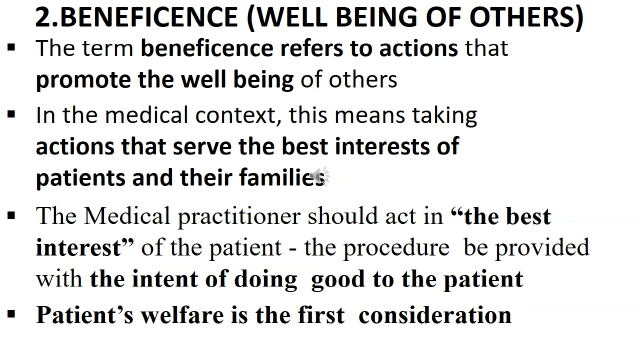 2.BENEFICENCE (WELL BEING OF OTHERS)
▪ The term beneficence refers to actions that
promote the well being of others
▪ In the medical context, this means taking
actions that serve the best interests of
patients and their families
▪ The Medical practitioner should act in “the best
interest” of the patient - the procedure be provided
with the intent of doing good to the patient
▪ Patient’s welfare is the first consideration